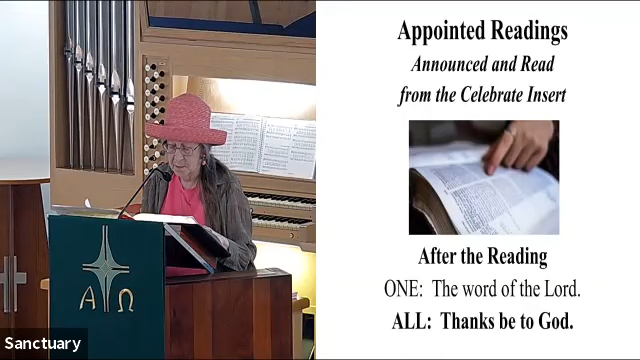 Appointed Readings
Announced and Read
from the Celebrate Insert
After the Reading
ONE: The word of the Lord.
ALL: Thanks be to God.
Α Ω
Sanctuary